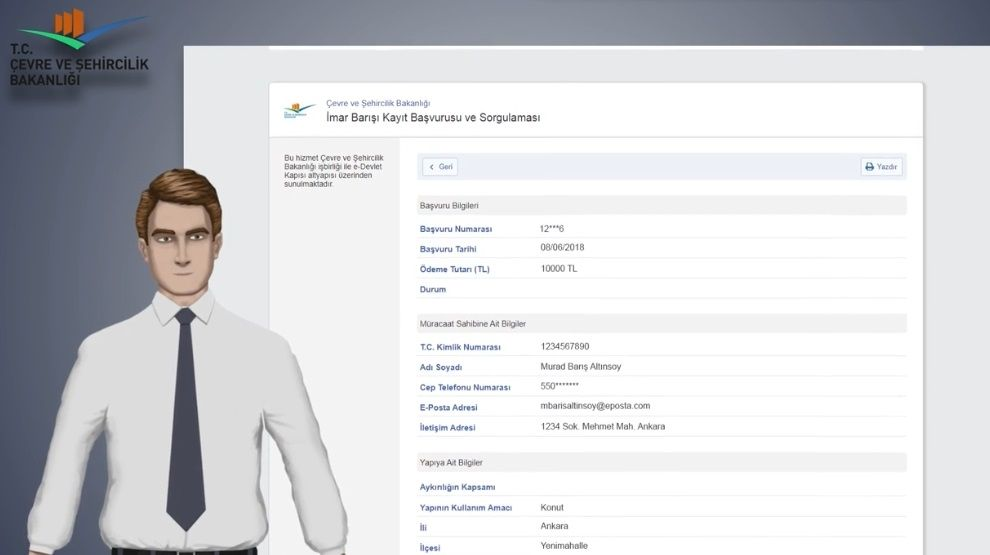 T.C.
ÇEVRE VE ŞEHİRCİLİK
BAKANLIĞI
Çevre ve Şehircilik Bakanlığı
İmar Barışı Kayıt Başvurusu ve Sorgulaması
Bu hizmet Çevre ve Şehircilik
Bakanlığı işbirliği ile e-Devlet
Kapısı altyapısı üzerinden
sunulmaktadır.
Geri
Yazdır
Başvuru Bilgileri
Başvuru Numarası 12***6
Başvuru Tarihi 08/06/2018
Ödeme Tutarı (TL) 10000 TL
Durum
Müracaat Sahibine Ait Bilgiler
T.C. Kimlik Numarası 1234567890
Adı Soyadı Murad Barış Altınsoy
Cep Telefonu Numarası 550*******
E-Posta Adresi mbarisaltinsoy@eposta.com
İletişim Adresi 1234 Sok. Mehmet Mah. Ankara
Yapıya Ait Bilgiler
Aykırılığın Kapsamı
Yapının Kullanım Amacı Konut
İli Ankara
İlçesi Yenimahalle